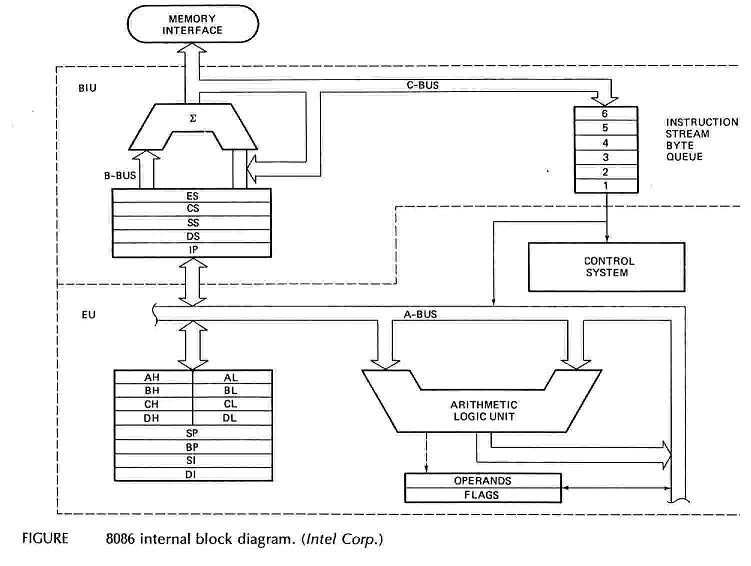 MEMORY
INTERFACE
BIU
C-BUS
Σ
6
5
4
3
2
1
INSTRUCTION
STREAM
BYTE
QUEUE
B-BUS
ES
CS
SS
DS
IP
CONTROL
SYSTEM
EU
A-BUS
AH AL
BH BL
CH CL
DH DL
SP
BP
SI
DI
ARITHMETIC
LOGIC UNIT
OPERANDS
FLAGS
FIGURE 8086 internal block diagram. (Intel Corp.)